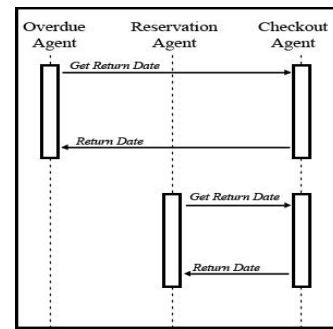 Overdue Reservation Checkout
Agent Agent Agent
Get Return Date
Return Date
Get Return Date
Return Date